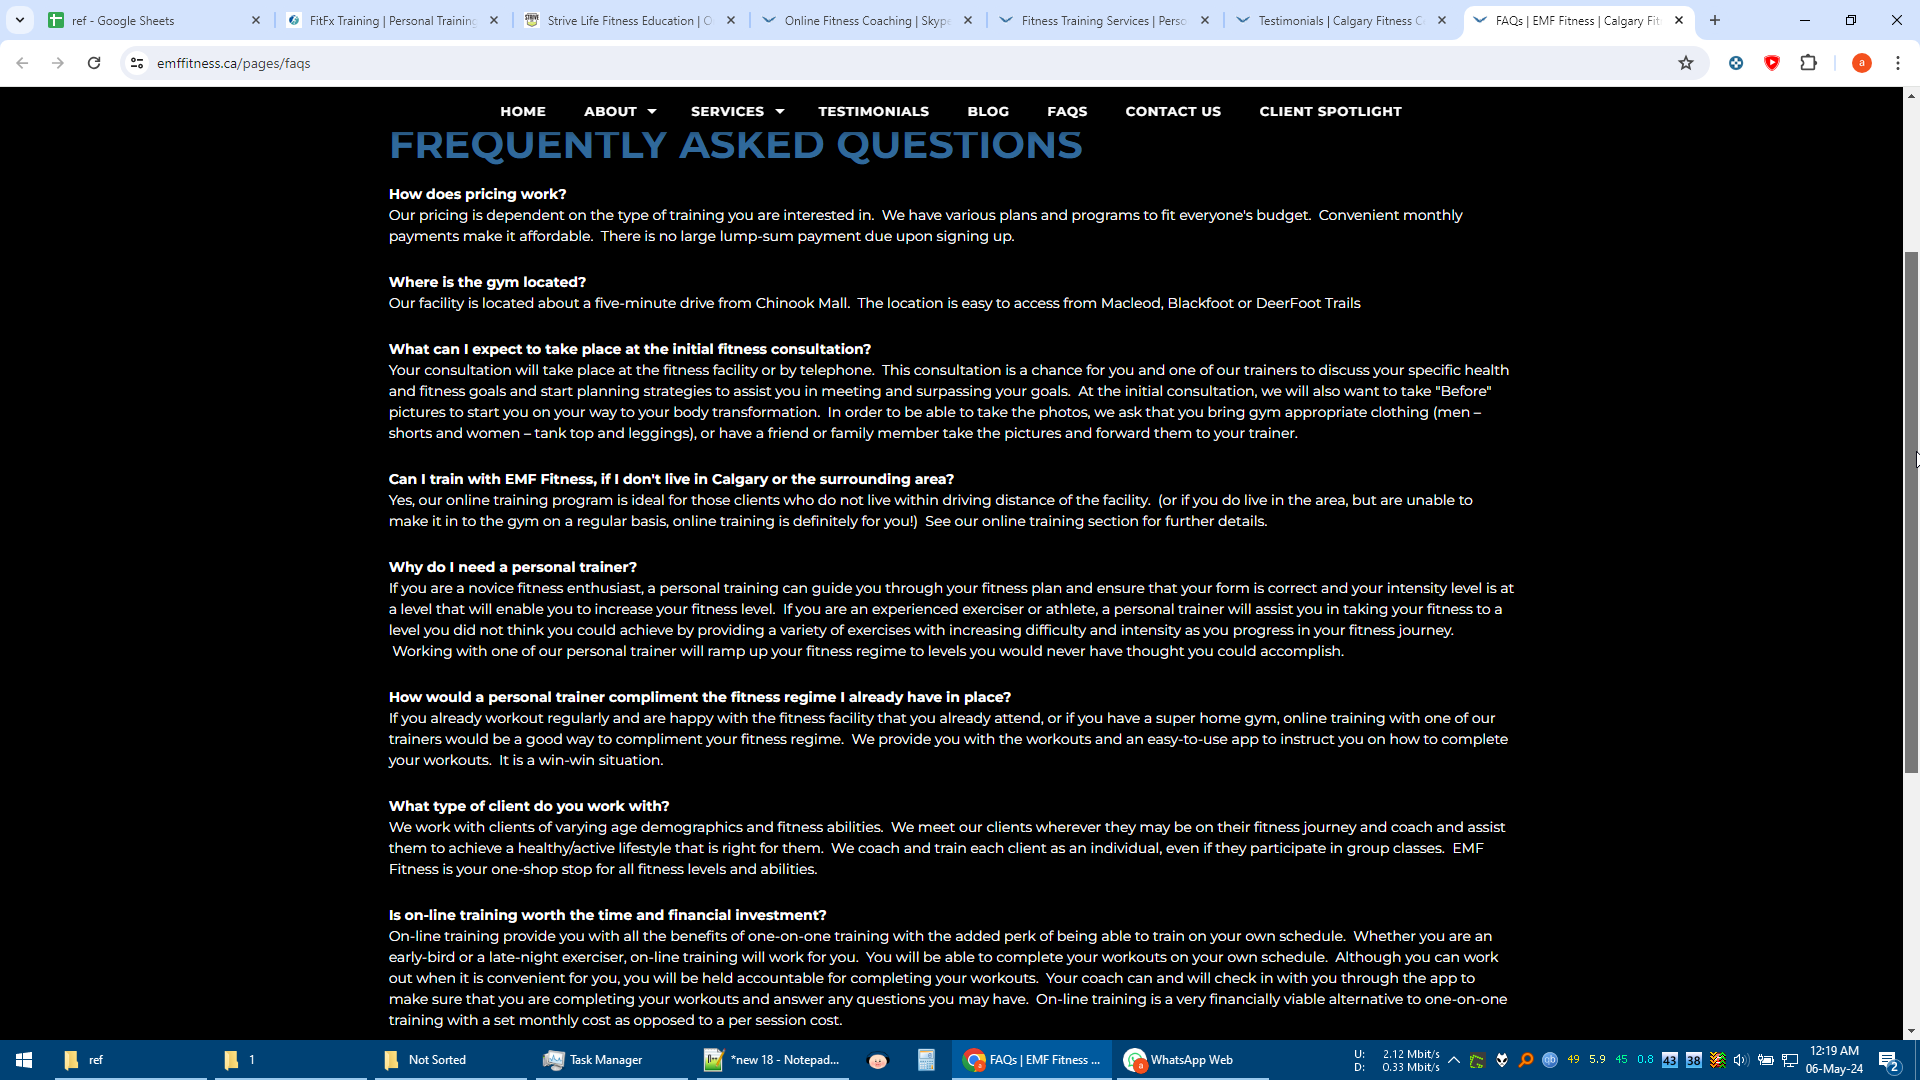 ref - Google Sheets
FitFx Training | Personal Training
Strive Life Fitness Education | O
Online Fitness Coaching | Skype
Fitness Training Services | Perso
Testimonials | Calgary Fitness C
FAQs | EMF Fitness | Calgary Fit
emffitness.ca/pages/faqs
a
HOME ABOUT SERVICES TESTIMONIALS BLOG FAQS CONTACT US CLIENT SPOTLIGHT
FREQUENTLY ASKED QUESTIONS
How does pricing work?
Our pricing is dependent on the type of training you are interested in. We have various plans and programs to fit everyone's budget. Convenient monthly
payments make it affordable. There is no large lump-sum payment due upon signing up.
Where is the gym located?
Our facility is located about a five-minute drive from Chinook Mall. The location is easy to access from Macleod, Blackfoot or DeerFoot Trails
What can I expect to take place at the initial fitness consultation?
Your consultation will take place at the fitness facility or by telephone. This consultation is a chance for you and one of our trainers to discuss your specific health
and fitness goals and start planning strategies to assist you in meeting and surpassing your goals. At the initial consultation, we will also want to take "Before"
pictures to start you on your way to your body transformation. In order to be able to take the photos, we ask that you bring gym appropriate clothing (men –
shorts and women – tank top and leggings), or have a friend or family member take the pictures and forward them to your trainer.
Can I train with EMF Fitness, if I don't live in Calgary or the surrounding area?
Yes, our online training program is ideal for those clients who do not live within driving distance of the facility. (or if you do live in the area, but are unable to
make it in to the gym on a regular basis, online training is definitely for you!) See our online training section for further details.
Why do I need a personal trainer?
If you are a novice fitness enthusiast, a personal training can guide you through your fitness plan and ensure that your form is correct and your intensity level is at
a level that will enable you to increase your fitness level. If you are an experienced exerciser or athlete, a personal trainer will assist you in taking your fitness to a
level you did not think you could achieve by providing a variety of exercises with increasing difficulty and intensity as you progress in your fitness journey.
Working with one of our personal trainer will ramp up your fitness regime to levels you would never have thought you could accomplish.
How would a personal trainer compliment the fitness regime I already have in place?
If you already workout regularly and are happy with the fitness facility that you already attend, or if you have a super home gym, online training with one of our
trainers would be a good way to compliment your fitness regime. We provide you with the workouts and an easy-to-use app to instruct you on how to complete
your workouts. It is a win-win situation.
What type of client do you work with?
We work with clients of varying age demographics and fitness abilities. We meet our clients wherever they may be on their fitness journey and coach and assist
them to achieve a healthy/active lifestyle that is right for them. We coach and train each client as an individual, even if they participate in group classes. EMF
Fitness is your one-shop stop for all fitness levels and abilities.
Is on-line training worth the time and financial investment?
On-line training provide you with all the benefits of one-on-one training with the added perk of being able to train on your own schedule. Whether you are an
early-bird or a late-night exerciser, on-line training will work for you. You will be able to complete your workouts on your own schedule. Although you can work
out when it is convenient for you, you will be held accountable for completing your workouts. Your coach can and will check in with you through the app to
make sure that you are completing your workouts and answer any questions you may have. On-line training is a very financially viable alternative to one-on-one
training with a set monthly cost as opposed to a per session cost.
ref
1
Not Sorted
Task Manager
*new 18 - Notepad...
FAQs | EMF Fitness ...
WhatsApp Web
U: 2.12 Mbit/s
D: 0.33 Mbit/s
49 5.9 45 0.8 43 38
12:19 AM
06-May-24
2